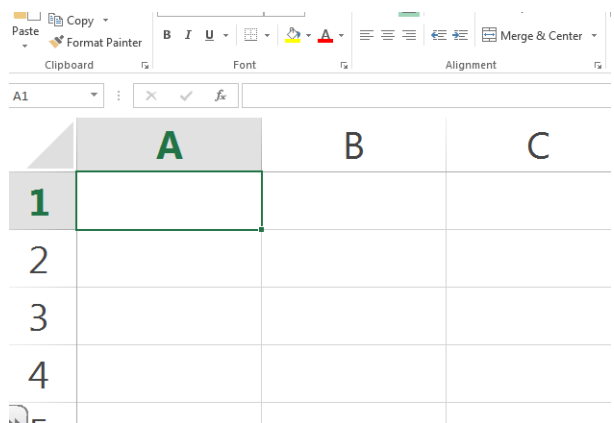 Copy
Paste
Format Painter
B I U A Merge & Center
Clipboard Font Alignment
A1 fx
A B C
1
2
3
4